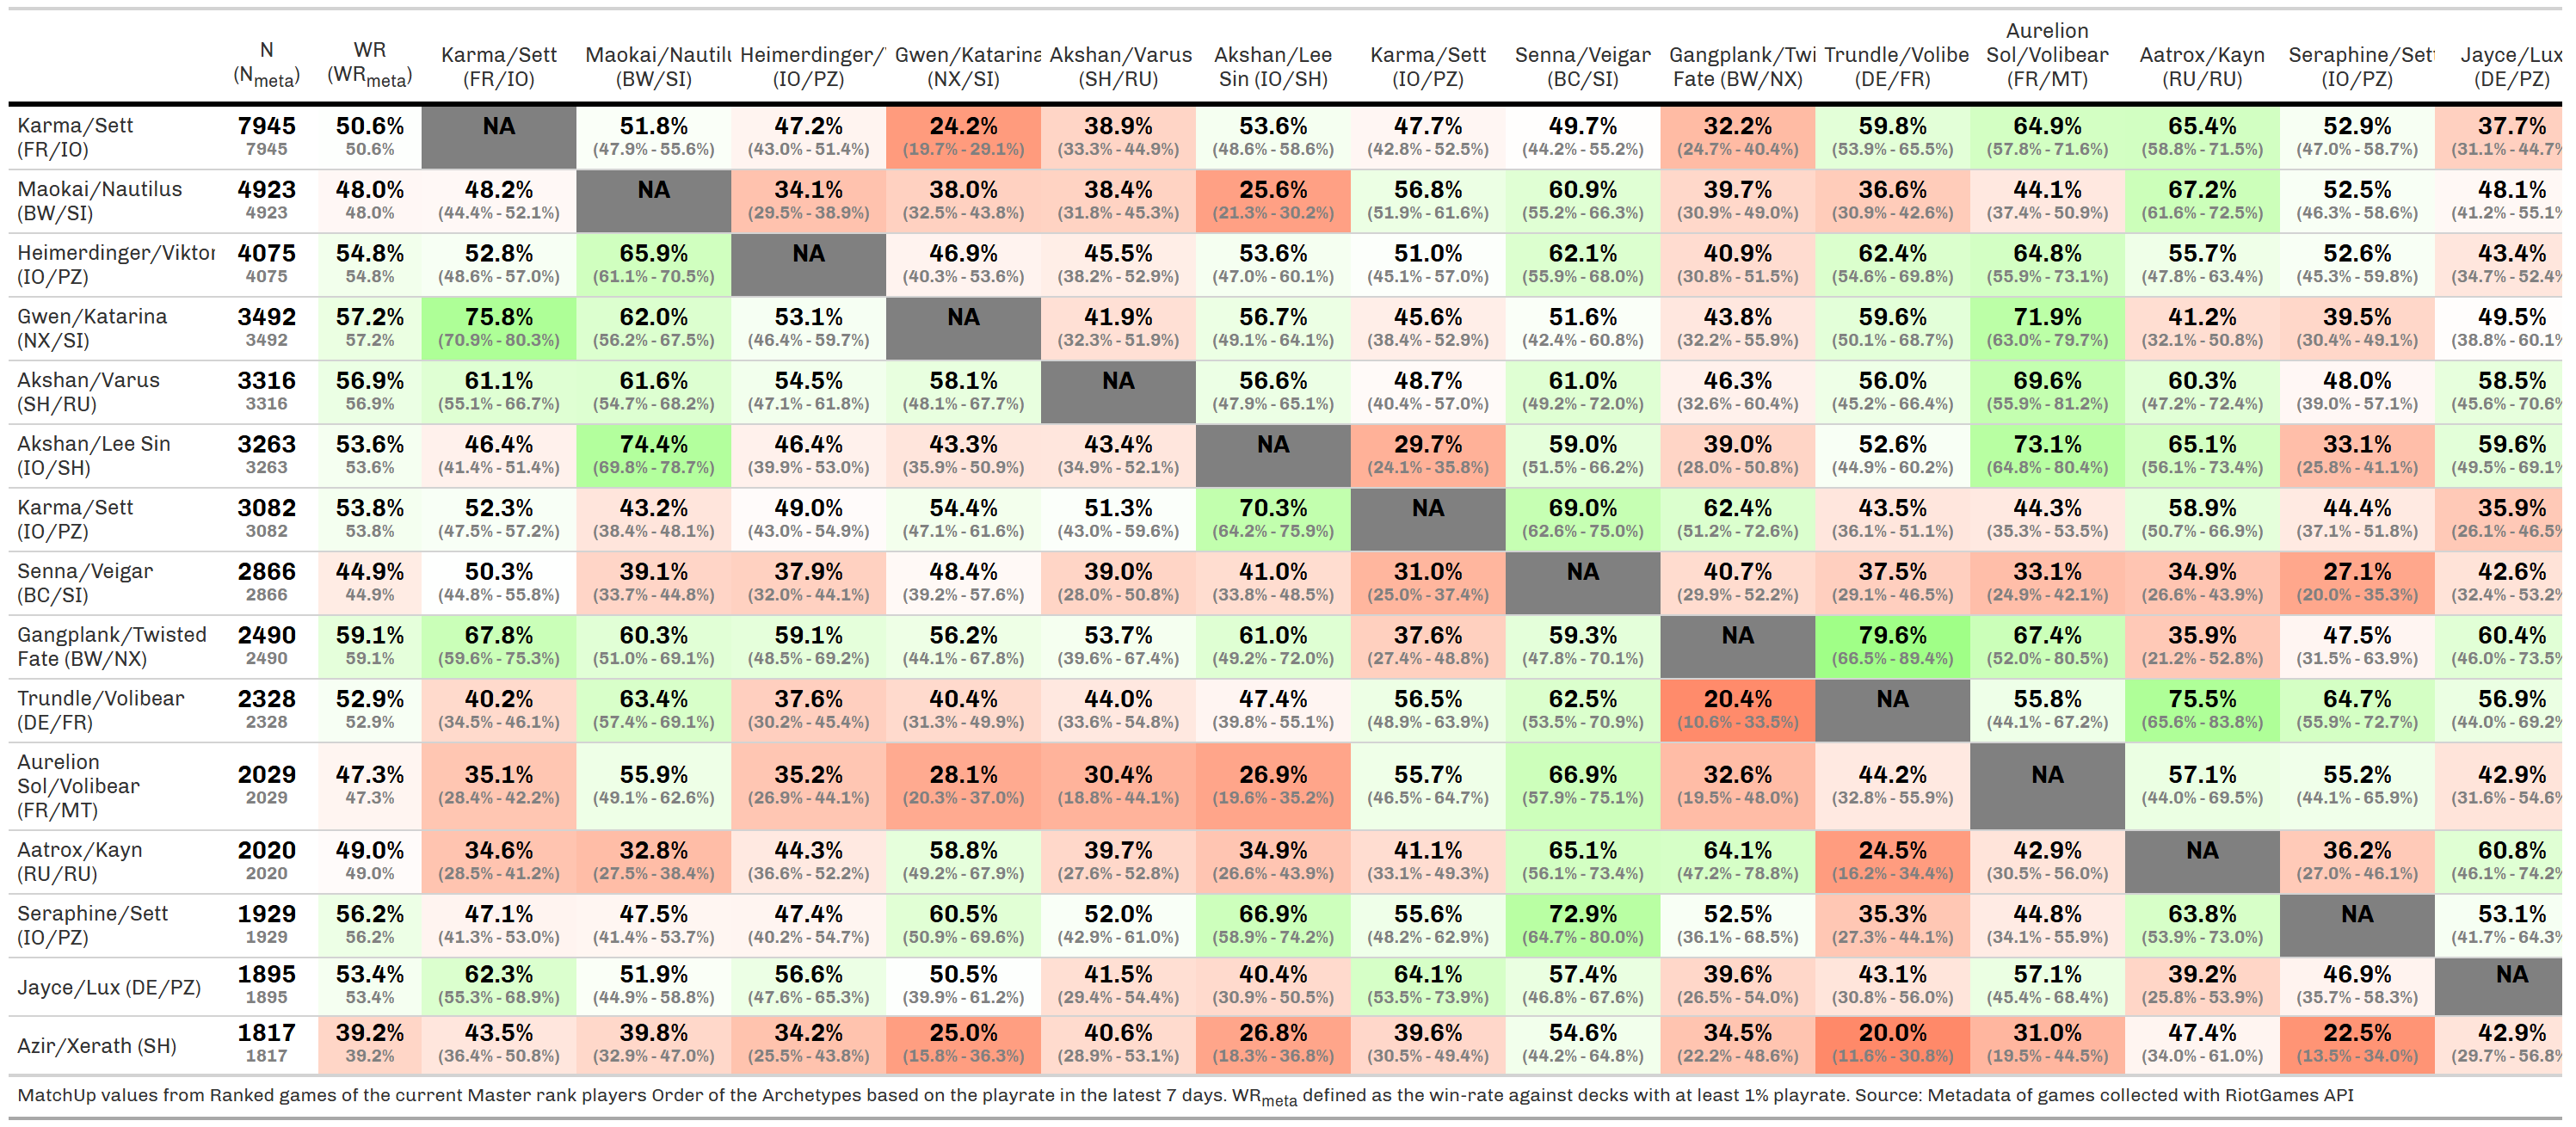 Aurelion
N WR Karma/Sett Maokai/Nautilu Heimerdinger/ Gwen/Katarina Akshan/Varus Akshan/Lee Karma/Sett Senna/Veigar Gangplank/Twi Trundle/Volibe Sol/Volibear Aatrox/Kayn Seraphine/Sett Jayce/Lux
(Nmeta) (WRmeta) (FR/IO) (BW/SI) (IO/PZ) (NX/SI) (SH/RU) Sin (IO/SH) (IO/PZ) (BC/SI) Fate (BW/NX) (DE/FR) (FR/MT) (RU/RU) (IO/PZ) (DE/PZ)
Karma/Sett 7945 50.6% NA 51.8% 47.2% 24.2% 38.9% 53.6% 47.7% 49.7% 32.2% 59.8% 64.9% 65.4% 52.9% 37.7%
(FR/IO) 7945 50.6% (47.9% - 55.6%) (43.0% - 51.4%) (19.7% - 29.1%) (33.3% - 44.9%) (48.6% - 58.6%) (42.8% - 52.5%) (44.2% - 55.2%) (24.7% - 40.4%) (53.9% - 65.5%) (57.8% - 71.6%) (58.8% - 71.5%) (47.0% - 58.7%) (31.1% - 44.7%
Maokai/Nautilus 4923 48.0% 48.2% NA 34.1% 38.0% 38.4% 25.6% 56.8% 60.9% 39.7% 36.6% 44.1% 67.2% 52.5% 48.1%
(BW/SI) 4923 48.0% (44.4% - 52.1%) (29.5% - 38.9%) (32.5% - 43.8%) (31.8% - 45.3%) (21.3% - 30.2%) (51.9% - 61.6%) (55.2% - 66.3%) (30.9% - 49.0%) (30.9% - 42.6%) (37.4% - 50.9%) (61.6% - 72.5%) (46.3% - 58.6%) (41.2% - 55.1%
Heimerdinger/Viktor 4075 54.8% 52.8% 65.9% NA 46.9% 45.5% 53.6% 51.0% 62.1% 40.9% 62.4% 64.8% 55.7% 52.6% 43.4%
(IO/PZ) 4075 54.8% (48.6% - 57.0%) (61.1% - 70.5%) (40.3% - 53.6%) (38.2% - 52.9%) (47.0% - 60.1%) (45.1% - 57.0%) (55.9% - 68.0%) (30.8% - 51.5%) (54.6% - 69.8%) (55.9% - 73.1%) (47.8% - 63.4%) (45.3% - 59.8%) (34.7% - 52.4%
Gwen/Katarina 3492 57.2% 75.8% 62.0% 53.1% NA 41.9% 56.7% 45.6% 51.6% 43.8% 59.6% 71.9% 41.2% 39.5% 49.5%
(NX/SI) 3492 57.2% (70.9% - 80.3%) (56.2% - 67.5%) (46.4% - 59.7%) (32.3% - 51.9%) (49.1% - 64.1%) (38.4% - 52.9%) (42.4% - 60.8%) (32.2% - 55.9%) (50.1% - 68.7%) (63.0% - 79.7%) (32.1% - 50.8%) (30.4% - 49.1%) (38.8% - 60.1%
Akshan/Varus 3316 56.9% 61.1% 61.6% 54.5% 58.1% NA 56.6% 48.7% 61.0% 46.3% 56.0% 69.6% 60.3% 48.0% 58.5%
(SH/RU) 3316 56.9% (55.1% - 66.7%) (54.7% - 68.2%) (47.1% - 61.8%) (48.1% - 67.7%) (47.9% - 65.1%) (40.4% - 57.0%) (49.2% - 72.0%) (32.6% - 60.4%) (45.2% - 66.4%) (55.9% - 81.2%) (47.2% - 72.4%) (39.0% - 57.1%) (45.6% - 70.6%
Akshan/Lee Sin 3263 53.6% 46.4% 74.4% 46.4% 43.3% 43.4% NA 29.7% 59.0% 39.0% 52.6% 73.1% 65.1% 33.1% 59.6%
(IO/SH) 3263 53.6% (41.4% - 51.4%) (69.8% - 78.7%) (39.9% - 53.0%) (35.9% - 50.9%) (34.9% - 52.1%) (24.1% - 35.8%) (51.5% - 66.2%) (28.0% - 50.8%) (44.9% - 60.2%) (64.8% - 80.4%) (56.1% - 73.4%) (25.8% - 41.1%) (49.5% - 69.1%
Karma/Sett 3082 53.8% 52.3% 43.2% 49.0% 54.4% 51.3% 70.3% NA 69.0% 62.4% 43.5% 44.3% 58.9% 44.4% 35.9%
(IO/PZ) 3082 53.8% (47.5% - 57.2%) (38.4% - 48.1%) (43.0% - 54.9%) (47.1% - 61.6%) (43.0% - 59.6%) (64.2% - 75.9%) (62.6% - 75.0%) (51.2% - 72.6%) (36.1% - 51.1%) (35.3% - 53.5%) (50.7% - 66.9%) (37.1% - 51.8%) (26.1% - 46.5%
Senna/Veigar 2866 44.9% 50.3% 39.1% 37.9% 48.4% 39.0% 41.0% 31.0% NA 40.7% 37.5% 33.1% 34.9% 27.1% 42.6%
(BC/SI) 2866 44.9% (44.8% - 55.8%) (33.7% - 44.8%) (32.0% - 44.1%) (39.2% - 57.6%) (28.0% - 50.8%) (33.8% - 48.5%) (25.0% - 37.4%) (29.9% - 52.2%) (29.1% - 46.5%) (24.9% - 42.1%) (26.6% - 43.9%) (20.0% - 35.3%) (32.4% - 53.2%
Gangplank/Twisted 2490 59.1% 67.8% 60.3% 59.1% 56.2% 53.7% 61.0% 37.6% 59.3% NA 79.6% 67.4% 35.9% 47.5% 60.4%
Fate (BW/NX) 2490 59.1% (59.6% - 75.3%) (51.0% - 69.1%) (48.5% - 69.2%) (44.1% - 67.8%) (39.6% - 67.4%) (49.2% - 72.0%) (27.4% - 48.8%) (47.8% - 70.1%) (66.5% - 89.4%) (52.0% - 80.5%) (21.2% - 52.8%) (31.5% - 63.9%) (46.0% - 73.5%
Trundle/Volibear 2328 52.9% 40.2% 63.4% 37.6% 40.4% 44.0% 47.4% 56.5% 62.5% 20.4% NA 55.8% 75.5% 64.7% 56.9%
(DE/FR) 2328 52.9% (34.5% - 46.1%) (57.4% - 69.1%) (30.2% - 45.4%) (31.3% - 49.9%) (33.6% - 54.8%) (39.8% - 55.1%) (48.9% - 63.9%) (53.5% - 70.9%) (10.6% - 33.5%) (44.1% - 67.2%) (65.6% - 83.8%) (55.9% - 72.7%) (44.0% - 69.2%
Aurelion
Sol/Volibear 2029 47.3% 35.1% 55.9% 35.2% 28.1% 30.4% 26.9% 55.7% 66.9% 32.6% 44.2% NA 57.1% 55.2% 42.9%
(FR/MT) 2029 47.3% (28.4% - 42.2%) (49.1% - 62.6%) (26.9% - 44.1%) (20.3% - 37.0%) (18.8% - 44.1%) (19.6% - 35.2%) (46.5% - 64.7%) (57.9% - 75.1%) (19.5% - 48.0%) (32.8% - 55.9%) (44.0% - 69.5%) (44.1% - 65.9%) (31.6% - 54.6%
Aatrox/Kayn 2020 49.0% 34.6% 32.8% 44.3% 58.8% 39.7% 34.9% 41.1% 65.1% 64.1% 24.5% 42.9% NA 36.2% 60.8%
(RU/RU) 2020 49.0% (28.5% - 41.2%) (27.5% - 38.4%) (36.6% - 52.2%) (49.2% - 67.9%) (27.6% - 52.8%) (26.6% - 43.9%) (33.1% - 49.3%) (56.1% - 73.4%) (47.2% - 78.8%) (16.2% - 34.4%) (30.5% - 56.0%) (27.0% - 46.1%) (46.1% - 74.2%
Seraphine/Sett 1929 56.2% 47.1% 47.5% 47.4% 60.5% 52.0% 66.9% 55.6% 72.9% 52.5% 35.3% 44.8% 63.8% NA 53.1%
(IO/PZ) 1929 56.2% (41.3% - 53.0%) (41.4% - 53.7%) (40.2% - 54.7%) (50.9% - 69.6%) (42.9% - 61.0%) (58.9% - 74.2%) (48.2% - 62.9%) (64.7% - 80.0%) (36.1% - 68.5%) (27.3% - 44.1%) (34.1% - 55.9%) (53.9% - 73.0%) (41.7% - 64.3%
Jayce/Lux (DE/PZ) 1895 53.4% 62.3% 51.9% 56.6% 50.5% 41.5% 40.4% 64.1% 57.4% 39.6% 43.1% 57.1% 39.2% 46.9% NA
1895 53.4% (55.3% - 68.9%) (44.9% - 58.8%) (47.6% - 65.3%) (39.9% - 61.2%) (29.4% - 54.4%) (30.9% - 50.5%) (53.5% - 73.9%) (46.8% - 67.6%) (26.5% - 54.0%) (30.8% - 56.0%) (45.4% - 68.4%) (25.8% - 53.9%) (35.7% - 58.3%)
Azir/Xerath (SH) 1817 39.2% 43.5% 39.8% 34.2% 25.0% 40.6% 26.8% 39.6% 54.6% 34.5% 20.0% 31.0% 47.4% 22.5% 42.9%
1817 39.2% (36.4% - 50.8%) (32.9% - 47.0%) (25.5% - 43.8%) (15.8% - 36.3%) (28.9% - 53.1%) (18.3% - 36.8%) (30.5% - 49.4%) (44.2% - 64.8%) (22.2% - 48.6%) (11.6% - 30.8%) (19.5% - 44.5%) (34.0% - 61.0%) (13.5% - 34.0%) (29.7% - 56.8%
MatchUp values from Ranked games of the current Master rank players Order of the Archetypes based on the playrate in the latest 7 days. WRmeta defined as the win-rate against decks with at least 1% playrate. Source: Metadata of games collected with RiotGames API